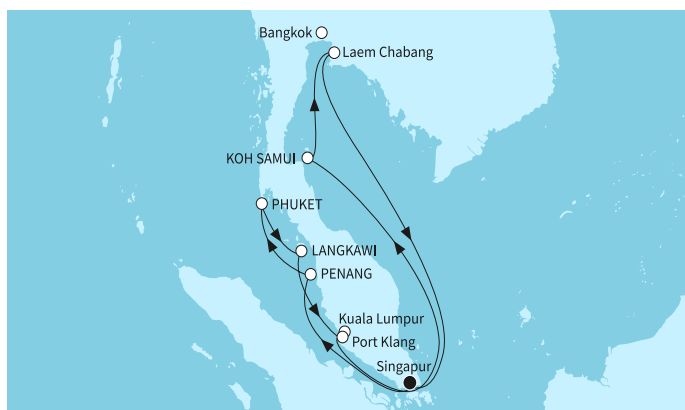 Bangkok
Laem Chabang
KOH SAMUI
PHUKET
LANGKAWI
PENANG
Kuala Lumpur
Port Klang
Singapur